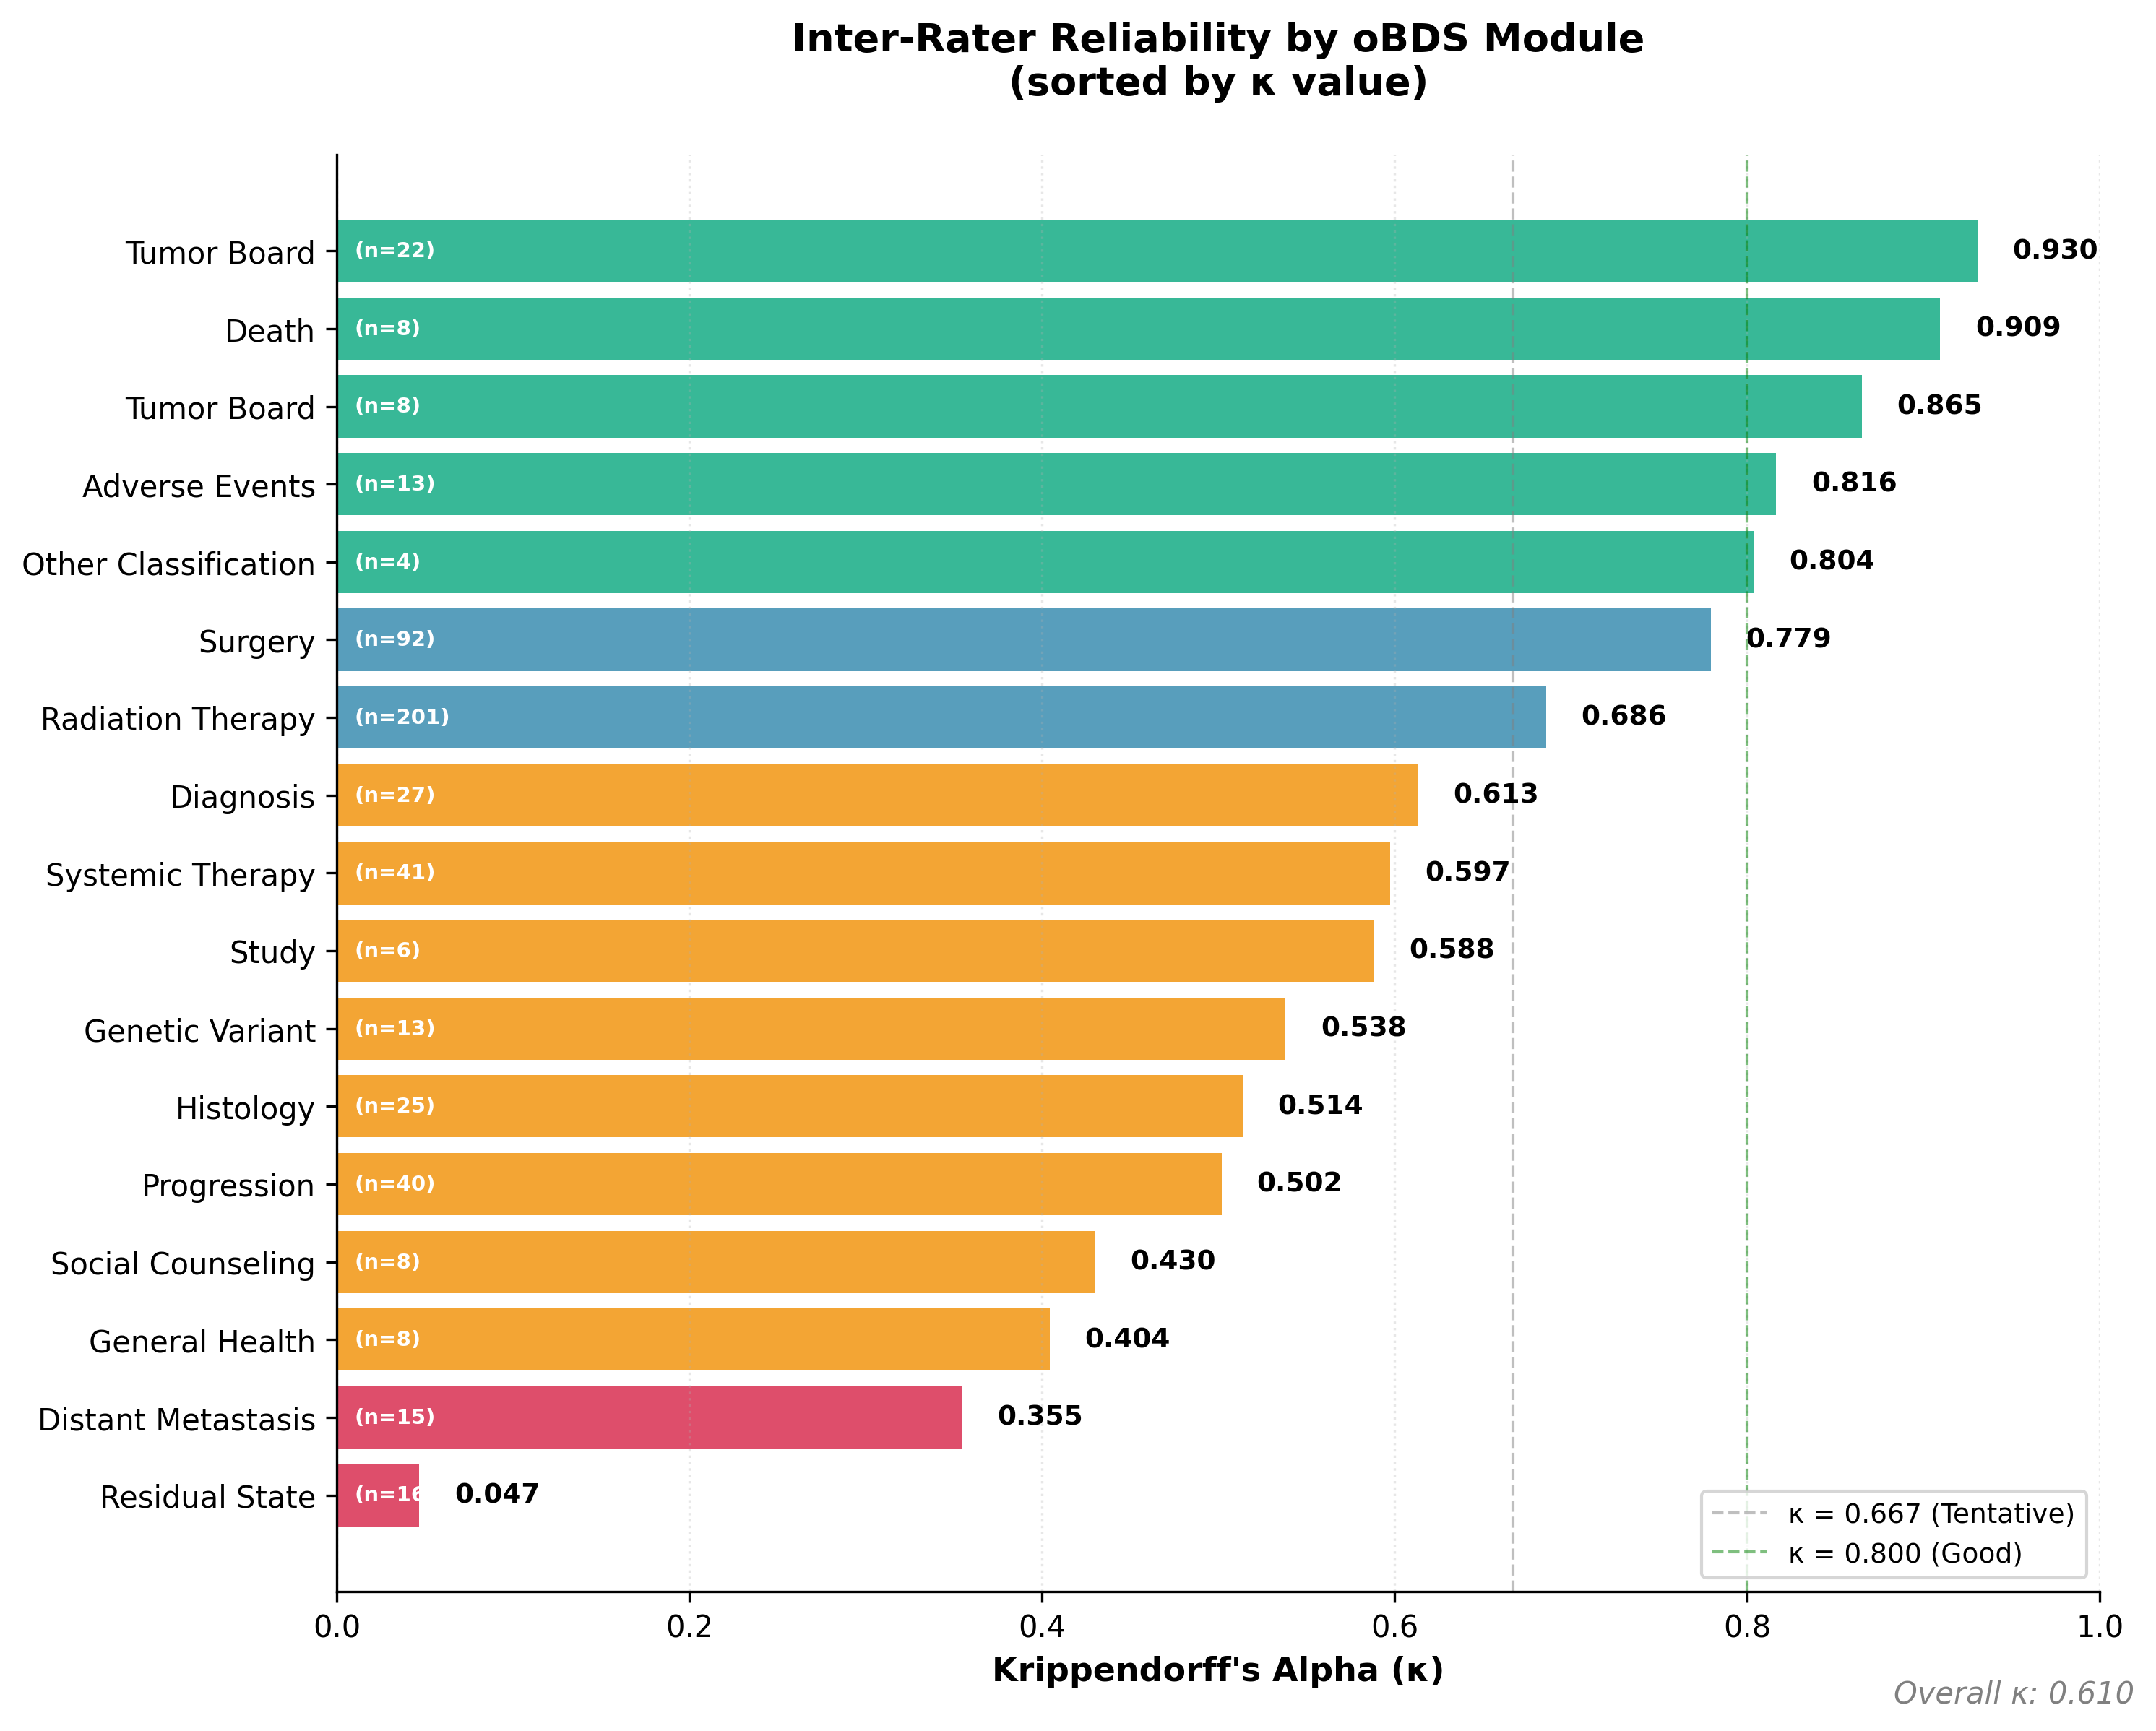 Inter-Rater Reliability by oBDS Module
(sorted by κ value)
Tumor Board (n=22) 0.930
Death (n=8) 0.909
Tumor Board (n=8) 0.865
Adverse Events (n=13) 0.816
Other Classification (n=4) 0.804
Surgery (n=92) 0.779
Radiation Therapy (n=201) 0.686
Diagnosis (n=27) 0.613
Systemic Therapy (n=41) 0.597
Study (n=6) 0.588
Genetic Variant (n=13) 0.538
Histology (n=25) 0.514
Progression (n=40) 0.502
Social Counseling (n=8) 0.430
General Health (n=8) 0.404
Distant Metastasis (n=15) 0.355
Residual State (n=16 0.047
κ = 0.667 (Tentative)
κ = 0.800 (Good)
0.0 0.2 0.4 0.6 0.8 1.0
Krippendorff's Alpha (κ)
Overall κ: 0.610